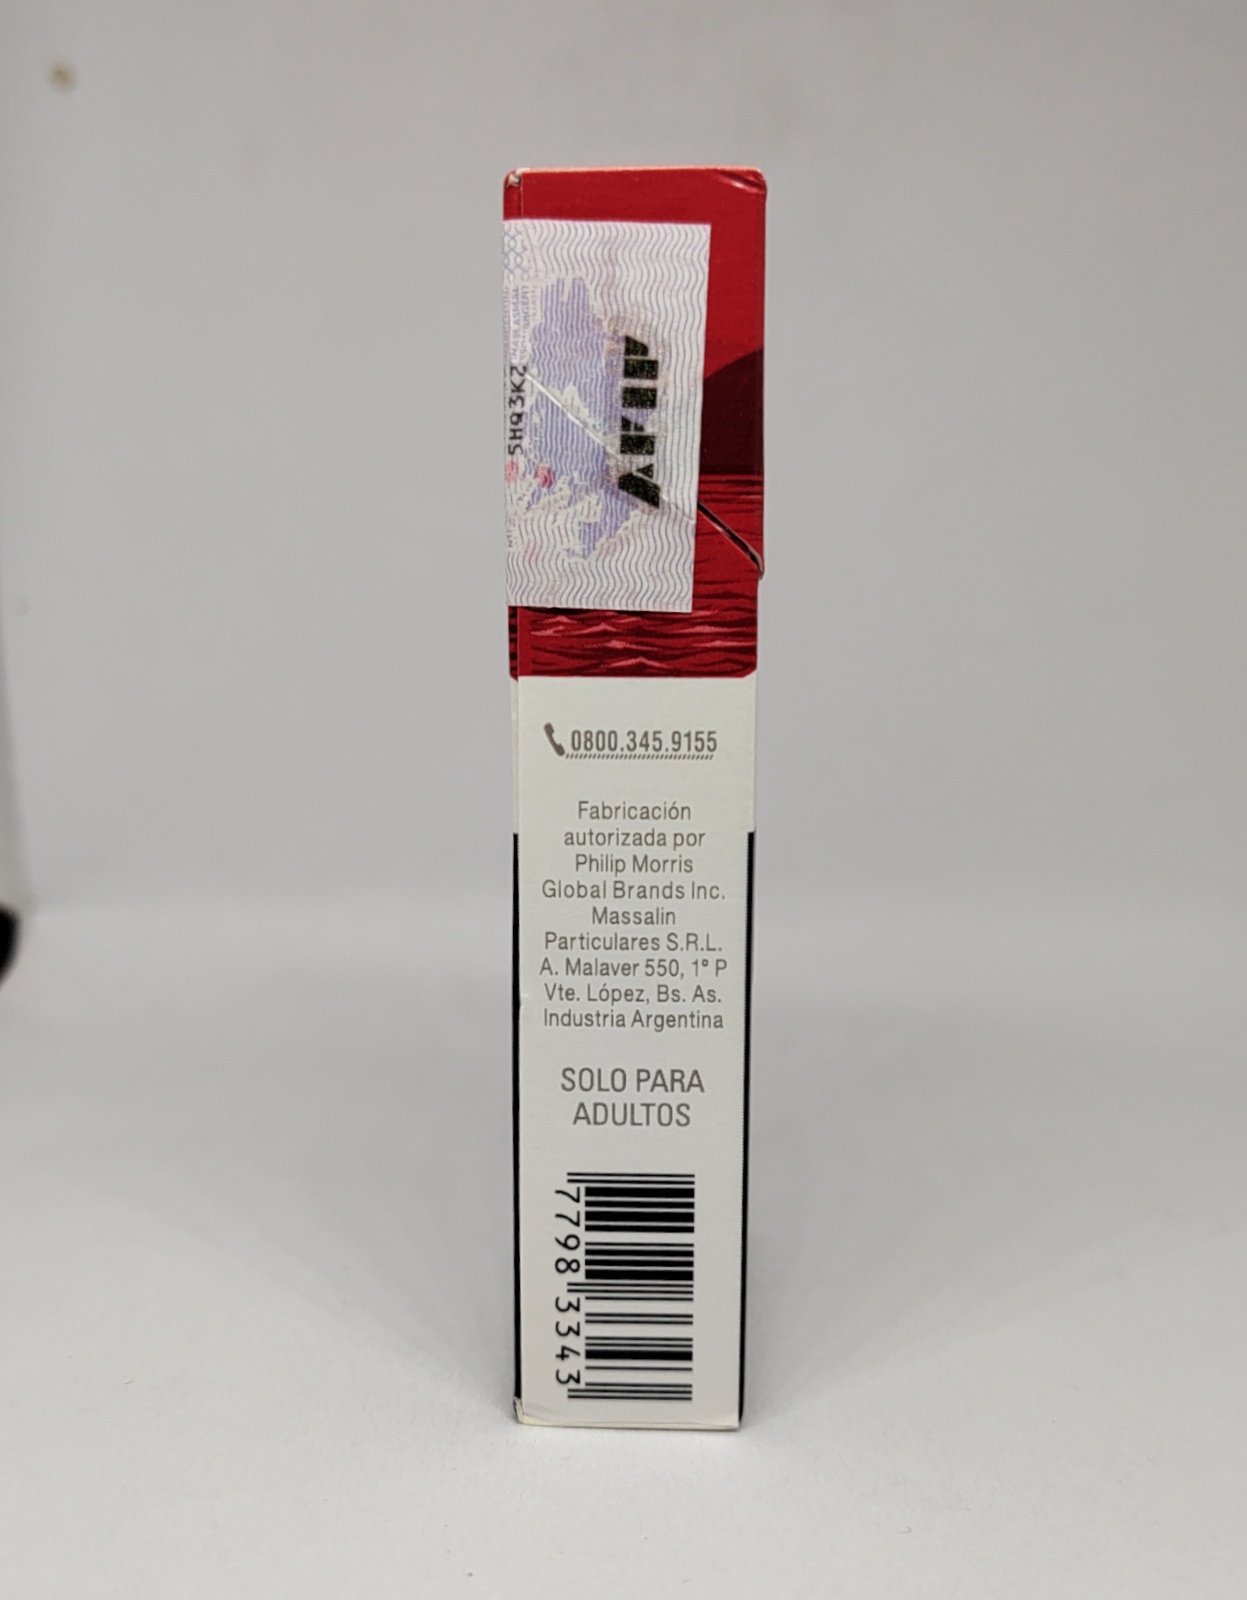 5HQ3K2
0800.345.9155
Fabricación
autorizada por
Philip Morris
Global Brands Inc.
Massalin
Particulares S.R.L.
A. Malaver 550, 1° P
Vte. López, Bs. As.
Industria Argentina
SOLO PARA
ADULTOS
7798 3343